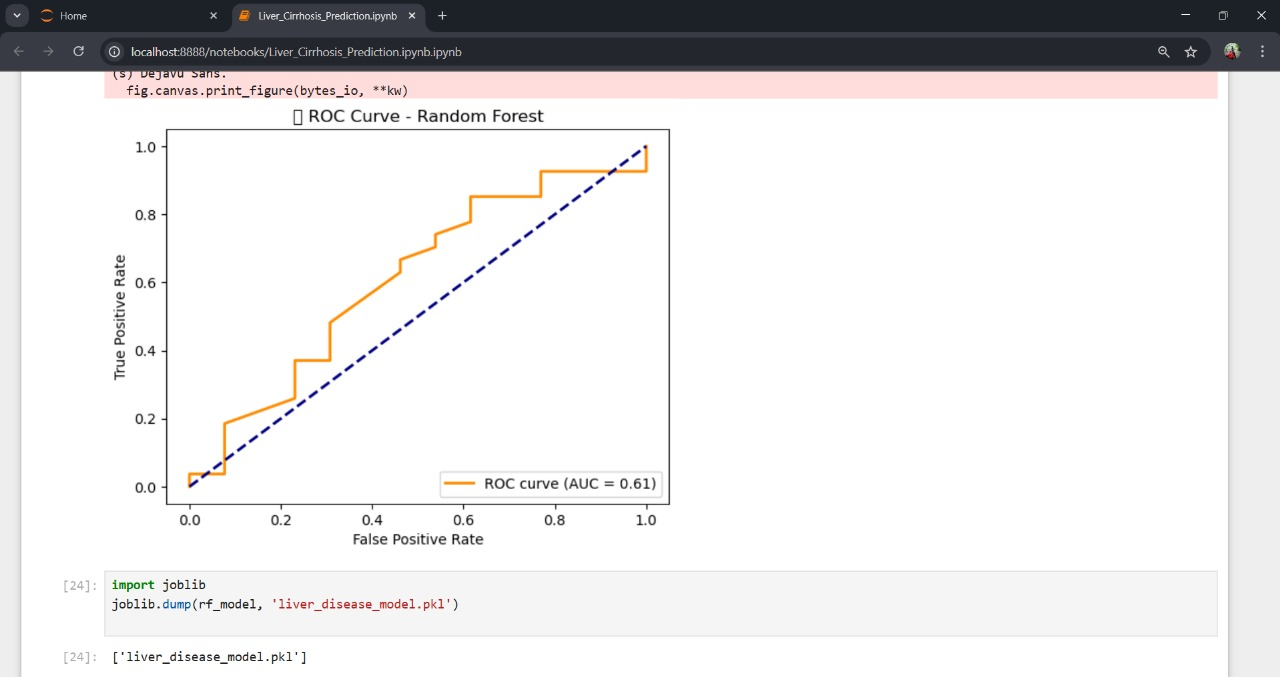 Home
Liver_Cirrhosis_Prediction.ipynb
localhost:8888/notebooks/Liver_Cirrhosis_Prediction.ipynb.ipynb
(s) DejaVu Sans.
fig.canvas.print_figure(bytes_io, **kw)
ROC Curve - Random Forest
1.0
0.8
0.6
0.4
0.2
0.0
True Positive Rate
ROC curve (AUC = 0.61)
0.0 0.2 0.4 0.6 0.8 1.0
False Positive Rate
[24]: import joblib
joblib.dump(rf_model, 'liver_disease_model.pkl')
[24]: ['liver_disease_model.pkl']